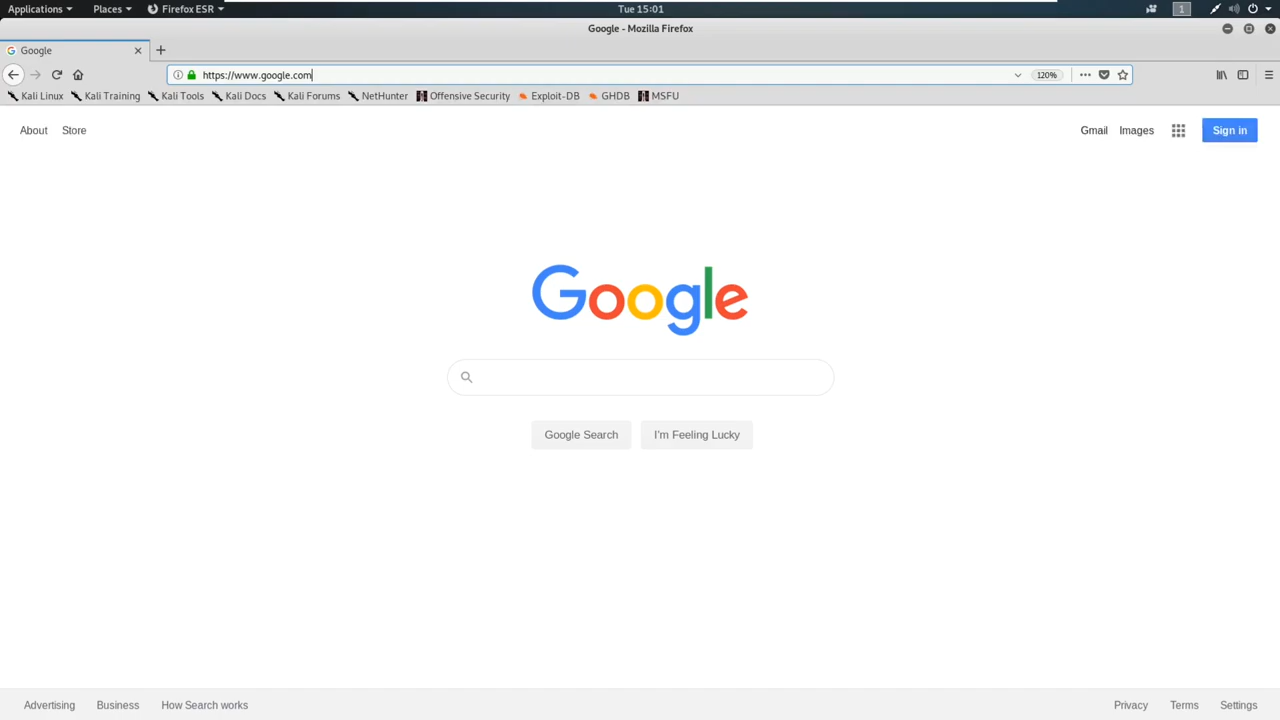 Applications Places Firefox ESR Tue 15:01 1
Google - Mozilla Firefox
Google
https://www.google.com 120%
Kali Linux Kali Training Kali Tools Kali Docs Kali Forums NetHunter Offensive Security Exploit-DB GHDB MSFU
About Store Gmail Images Sign in
Google
Google Search I'm Feeling Lucky
Advertising Business How Search works Privacy Terms Settings